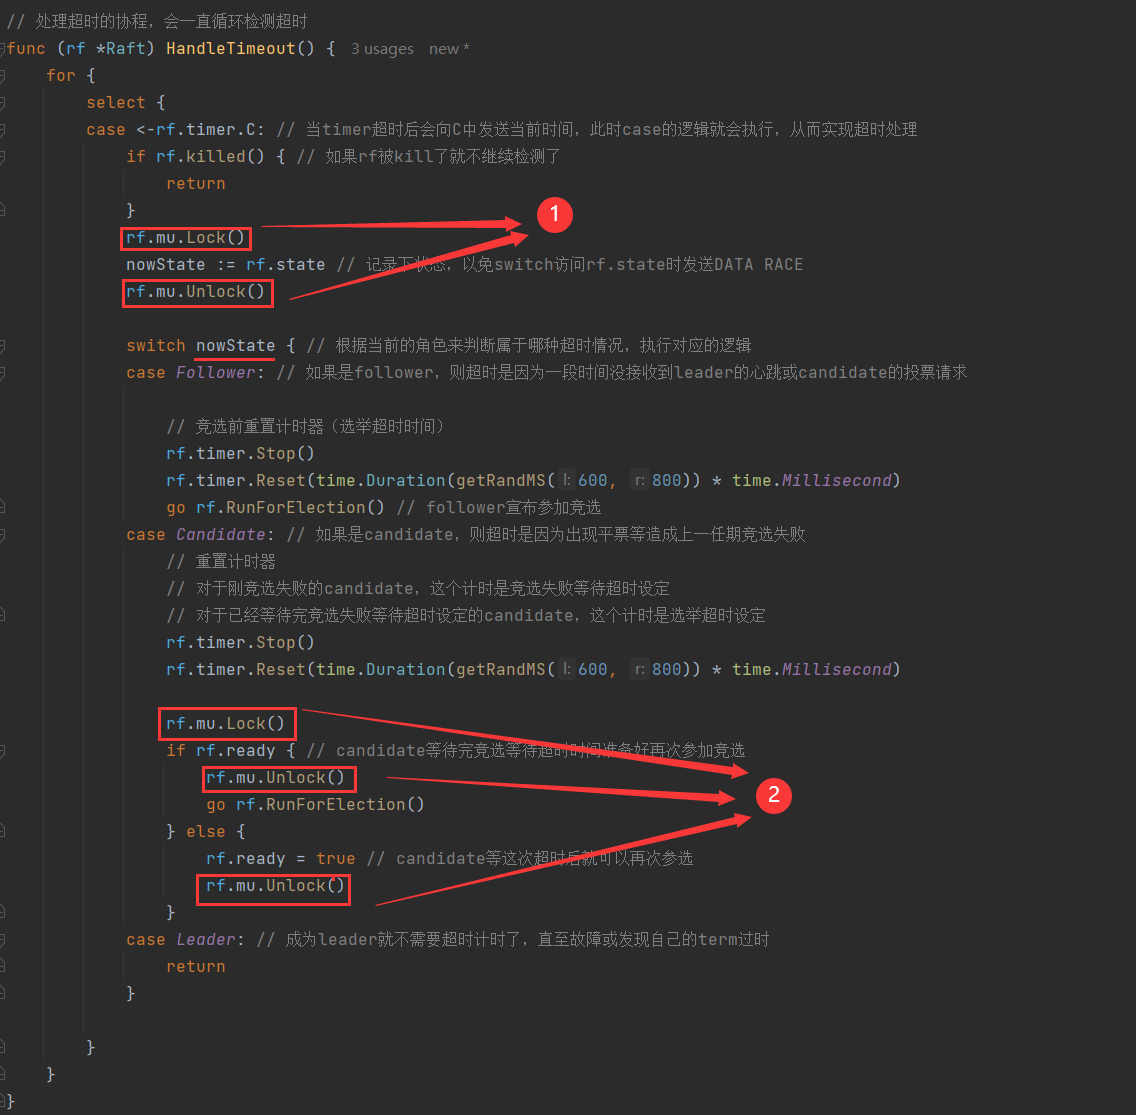 // 处理超时的协程，会一直循环检测超时
func (rf *Raft) HandleTimeout() { 3 usages new *
for {
select {
case <-rf.timer.C: // 当timer超时后会向C中发送当前时间，此时case的逻辑就会执行，从而实现超时处理
if rf.killed() { // 如果rf被kill了就不继续检测了
return
}
rf.mu.Lock()
1
nowState := rf.state // 记录下状态，以免switch访问rf.state时发送DATA RACE
rf.mu.Unlock()
switch nowState { // 根据当前的角色来判断属于哪种超时情况，执行对应的逻辑
case Follower: // 如果是follower，则超时是因为一段时间没接收到leader的心跳或candidate的投票请求
// 竞选前重置计时器（选举超时时间）
rf.timer.Stop()
rf.timer.Reset(time.Duration(getRandMS( l: 600, r: 800)) * time.Millisecond)
go rf.RunForElection() // follower宣布参加竞选
case Candidate: // 如果是candidate，则超时是因为出现平票等造成上一任期竞选失败
// 重置计时器
// 对于刚竞选失败的candidate，这个计时是竞选失败等待超时设定
// 对于已经等待完竞选失败等待超时设定的candidate，这个计时是选举超时设定
rf.timer.Stop()
rf.timer.Reset(time.Duration(getRandMS( l: 600, r: 800)) * time.Millisecond)
rf.mu.Lock()
if rf.ready { // candidate等待完竞选等待超时时间准备好再次参加竞选
rf.mu.Unlock()
2
go rf.RunForElection()
} else {
rf.ready = true // candidate等这次超时后就可以再次参选
rf.mu.Unlock()
}
case Leader: // 成为leader就不需要超时计时了，直至故障或发现自己的term过时
return
}
}
}
}